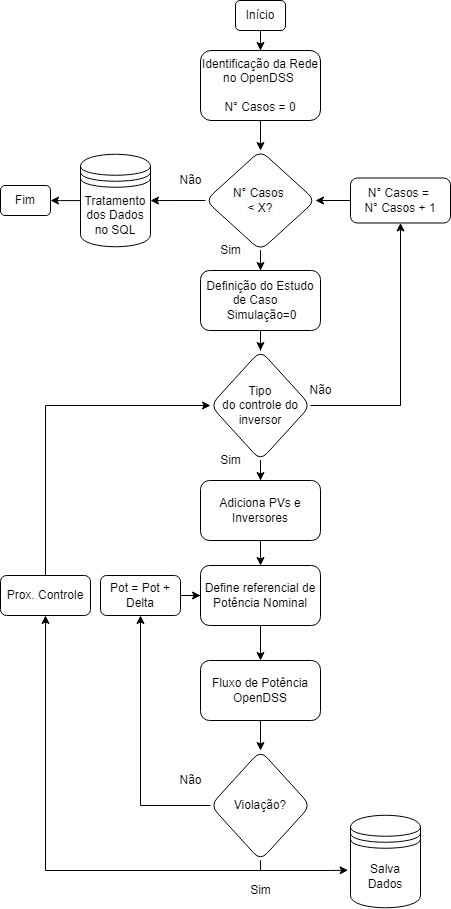 Início
Identificação da Rede
no OpenDSS
N° Casos = 0
Não
N° Casos
< X?
N° Casos =
N° Casos + 1
Fim
Tratamento
dos Dados
no SQL
Sim
Definição do Estudo
de Caso
Simulação=0
Tipo
do controle do
inversor
Não
Sim
Adiciona PVs e
Inversores
Prox. Controle
Pot = Pot +
Delta
Define referencial de
Potência Nominal
Fluxo de Potência
OpenDSS
Não
Violação?
Sim
Salva
Dados